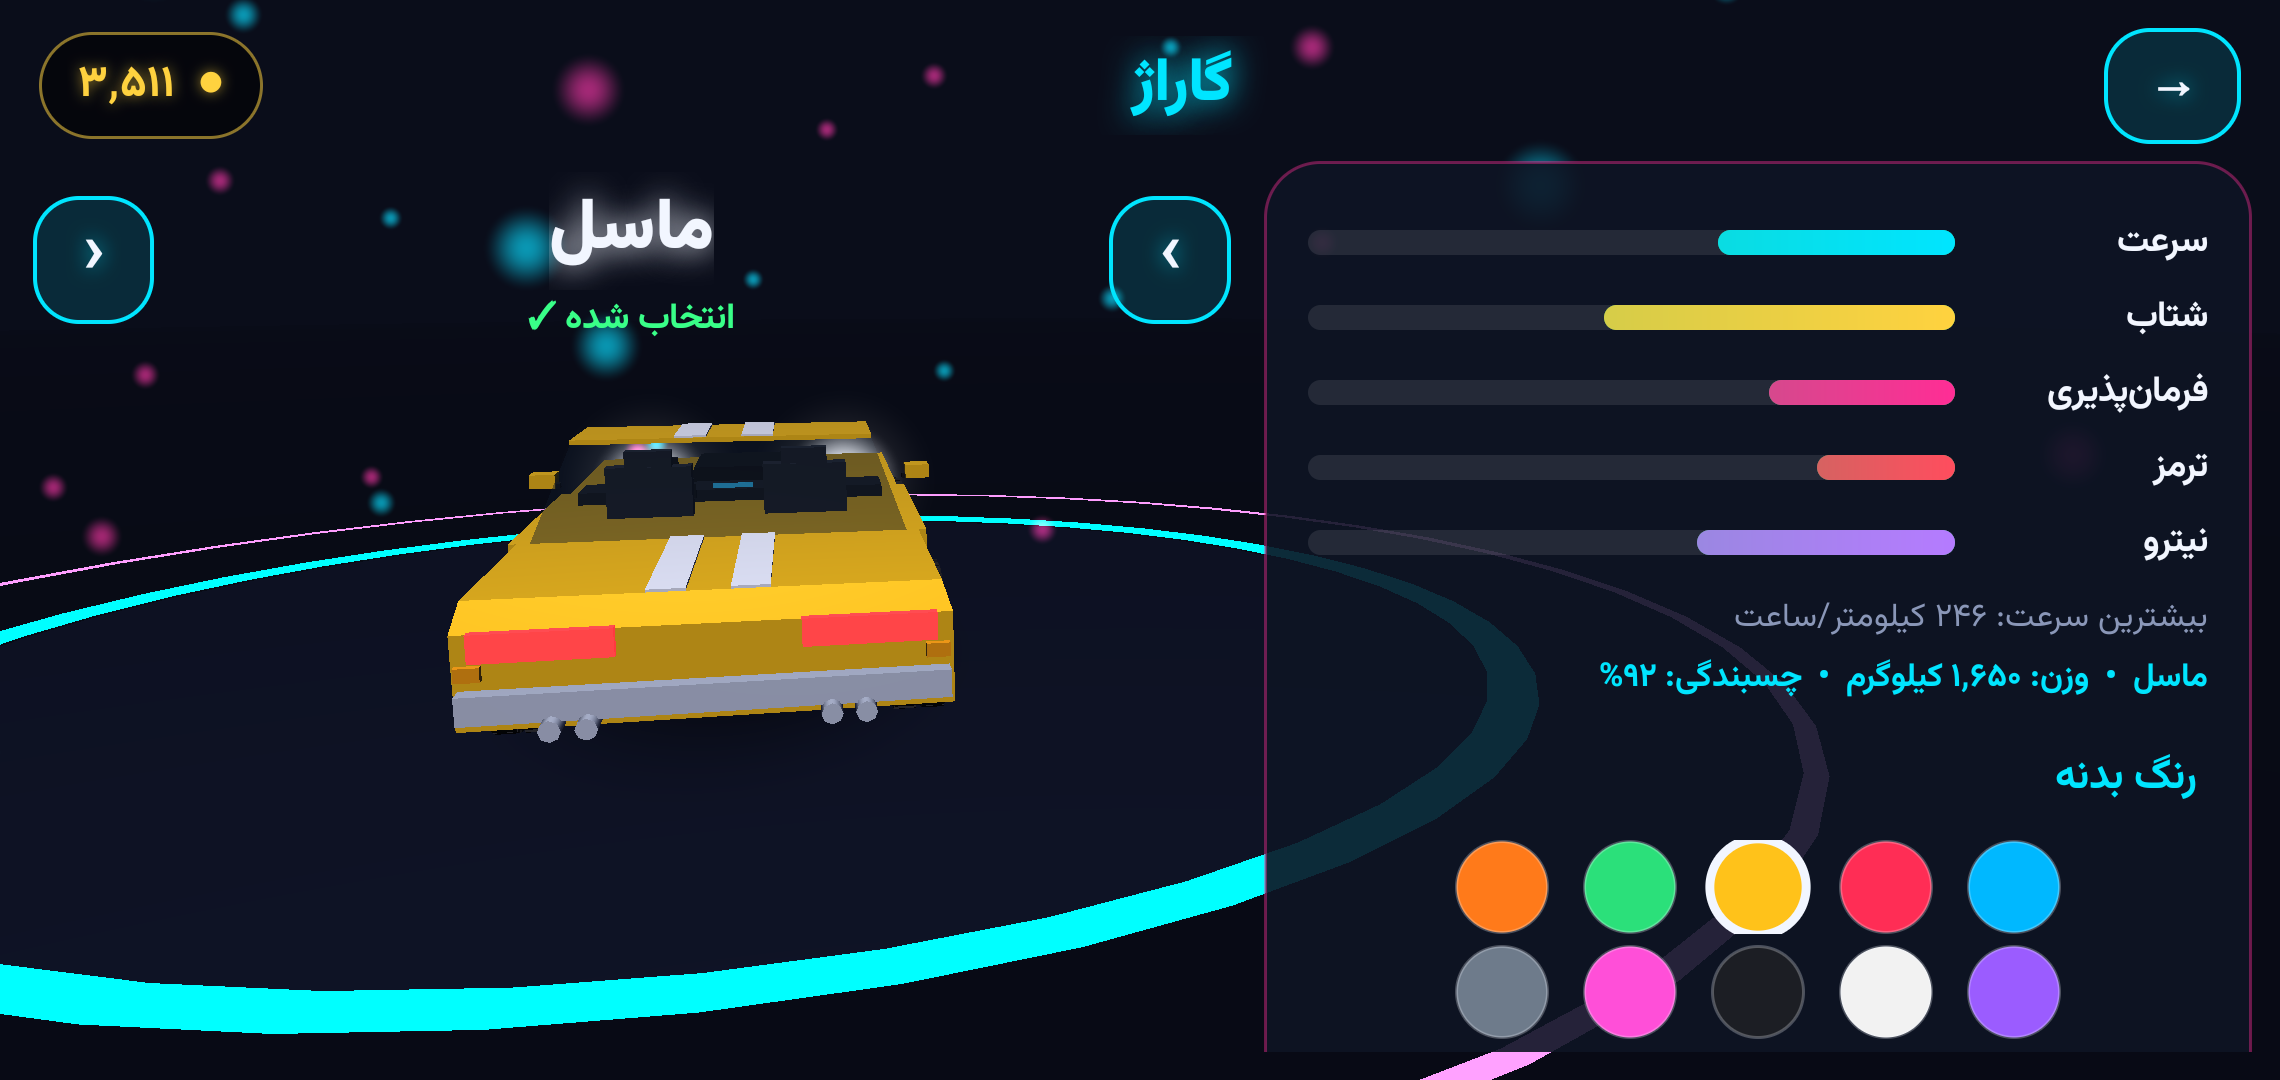 →
گاراژ
۳,۵۱۱
ماسل
انتخاب شده ✓
سرعت
شتاب
فرمان‌پذیری
ترمز
نیترو
بیشترین سرعت: ۲۴۶ کیلومتر/ساعت
ماسل • وزن: ۱,۶۵۰ کیلوگرم • چسبندگی: ۹۲%
رنگ بدنه